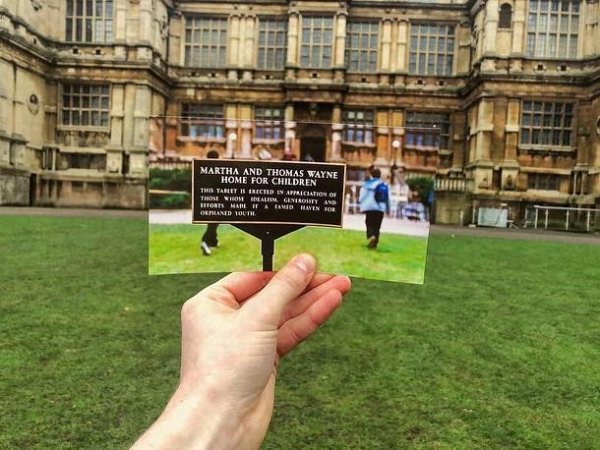 MARTHA AND THOMAS WAYNE
HOME FOR CHILDREN
THIS TABLET IS ERECTED IN APPRECIATION OF
THOSE WHOSE IDEALISM, GENEROSITY AND
EFFORTS MADE IT A FAMED HAVEN FOR
ORPHANED YOUTH.